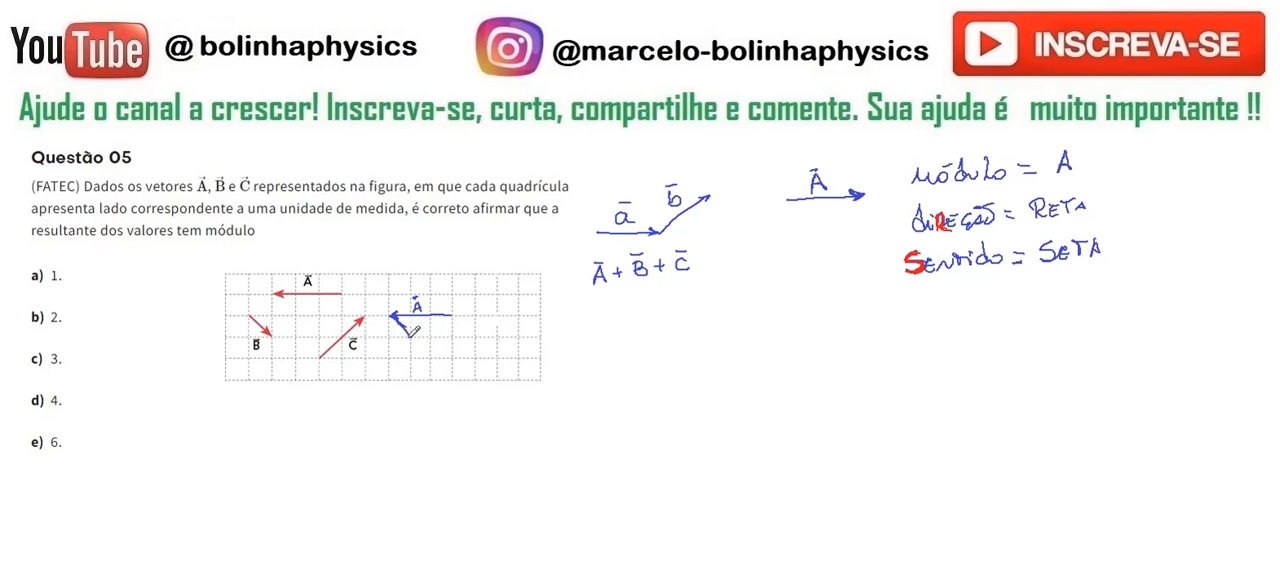 YouTube @ bolinhaphysics @marcelo-bolinhaphysics INSCREVA-SE
Ajude o canal a crescer! Inscreva-se, curta, compartilhe e comente. Sua ajuda é muito importante !!
Questão 05
(FATEC) Dados os vetores A⃗, B⃗ e C⃗ representados na figura, em que cada quadrícula
apresenta lado correspondente a uma unidade de medida, é correto afirmar que a
resultante dos valores tem módulo
a) 1.
b) 2.
c) 3.
d) 4.
e) 6.
A⃗
B⃗
C⃗
A⃗
a⃗
b⃗
A⃗ + B⃗ + C⃗
A⃗
Módulo = A
diReção = RETA
Sentido = SETA